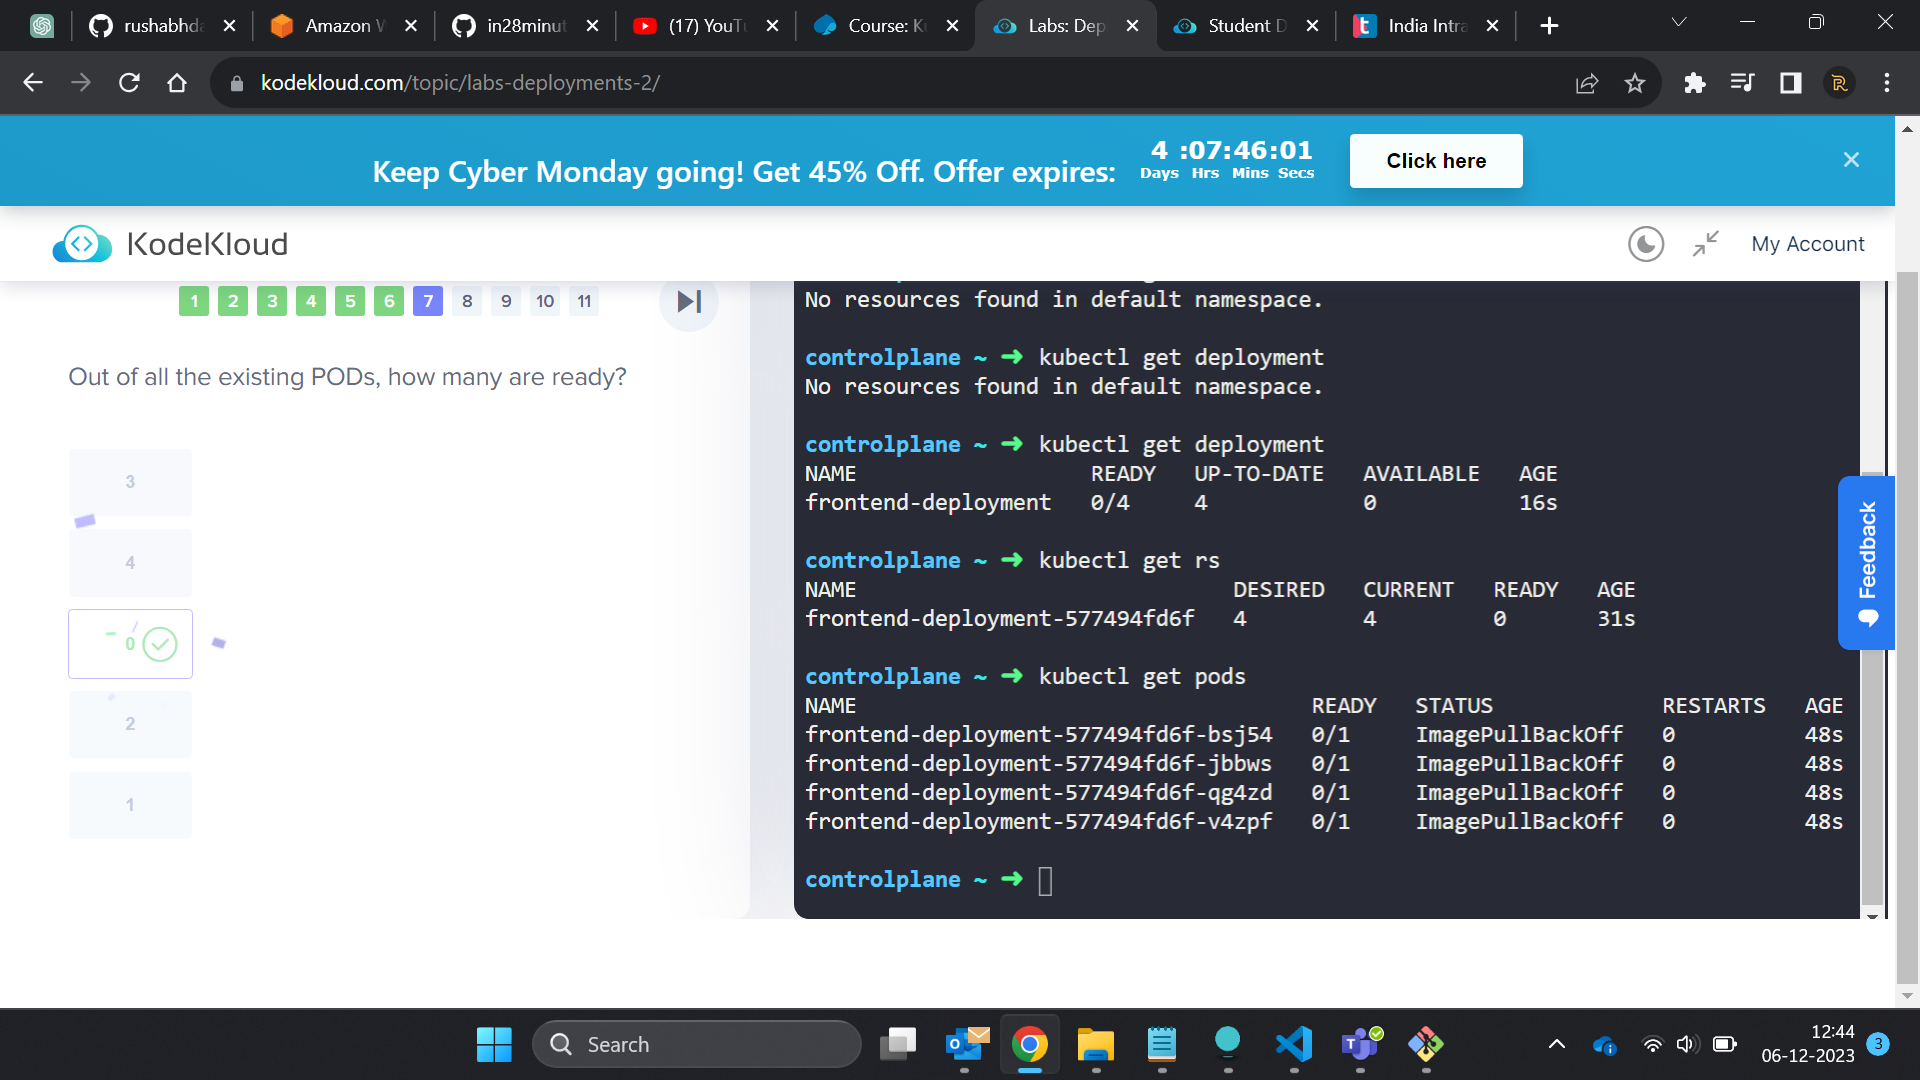 rushabhda
Amazon W
in28minut
(17) YouTu
Course: Ku
Labs: Dep
Student D
India Intra
kodekloud.com/topic/labs-deployments-2/
Keep Cyber Monday going! Get 45% Off. Offer expires:
4 :07:46:01
Days Hrs Mins Secs
Click here
KodeKloud
My Account
1 2 3 4 5 6 7 8 9 10 11
Out of all the existing PODs, how many are ready?
3
4
0
2
1
No resources found in default namespace.
controlplane ~ ➜ kubectl get deployment
No resources found in default namespace.
controlplane ~ ➜ kubectl get deployment
NAME READY UP-TO-DATE AVAILABLE AGE
frontend-deployment 0/4 4 0 16s
controlplane ~ ➜ kubectl get rs
NAME DESIRED CURRENT READY AGE
frontend-deployment-577494fd6f 4 4 0 31s
controlplane ~ ➜ kubectl get pods
NAME READY STATUS RESTARTS AGE
frontend-deployment-577494fd6f-bsj54 0/1 ImagePullBackOff 0 48s
frontend-deployment-577494fd6f-jbbws 0/1 ImagePullBackOff 0 48s
frontend-deployment-577494fd6f-qg4zd 0/1 ImagePullBackOff 0 48s
frontend-deployment-577494fd6f-v4zpf 0/1 ImagePullBackOff 0 48s
controlplane ~ ➜
Feedback
Search
12:44
06-12-2023
3